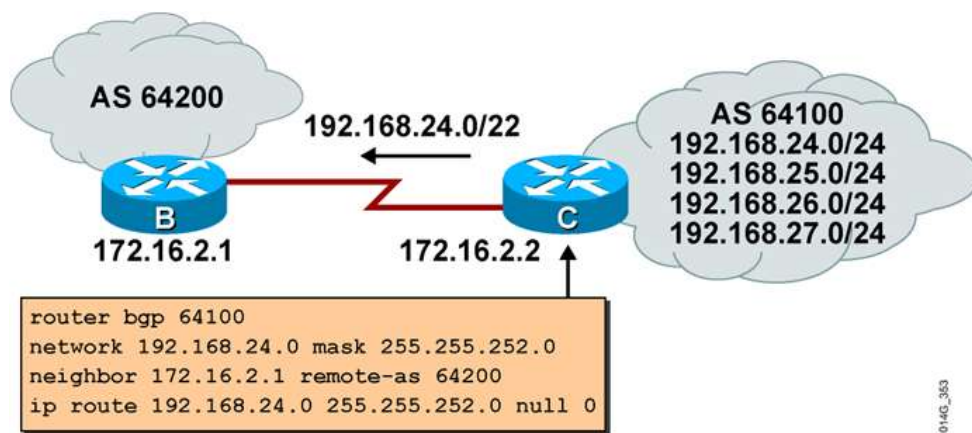 AS 64200
192.168.24.0/22
AS 64100
192.168.24.0/24
192.168.25.0/24
192.168.26.0/24
192.168.27.0/24
B
C
172.16.2.1
172.16.2.2
router bgp 64100
network 192.168.24.0 mask 255.255.252.0
neighbor 172.16.2.1 remote-as 64200
ip route 192.168.24.0 255.255.252.0 null 0
014G_353